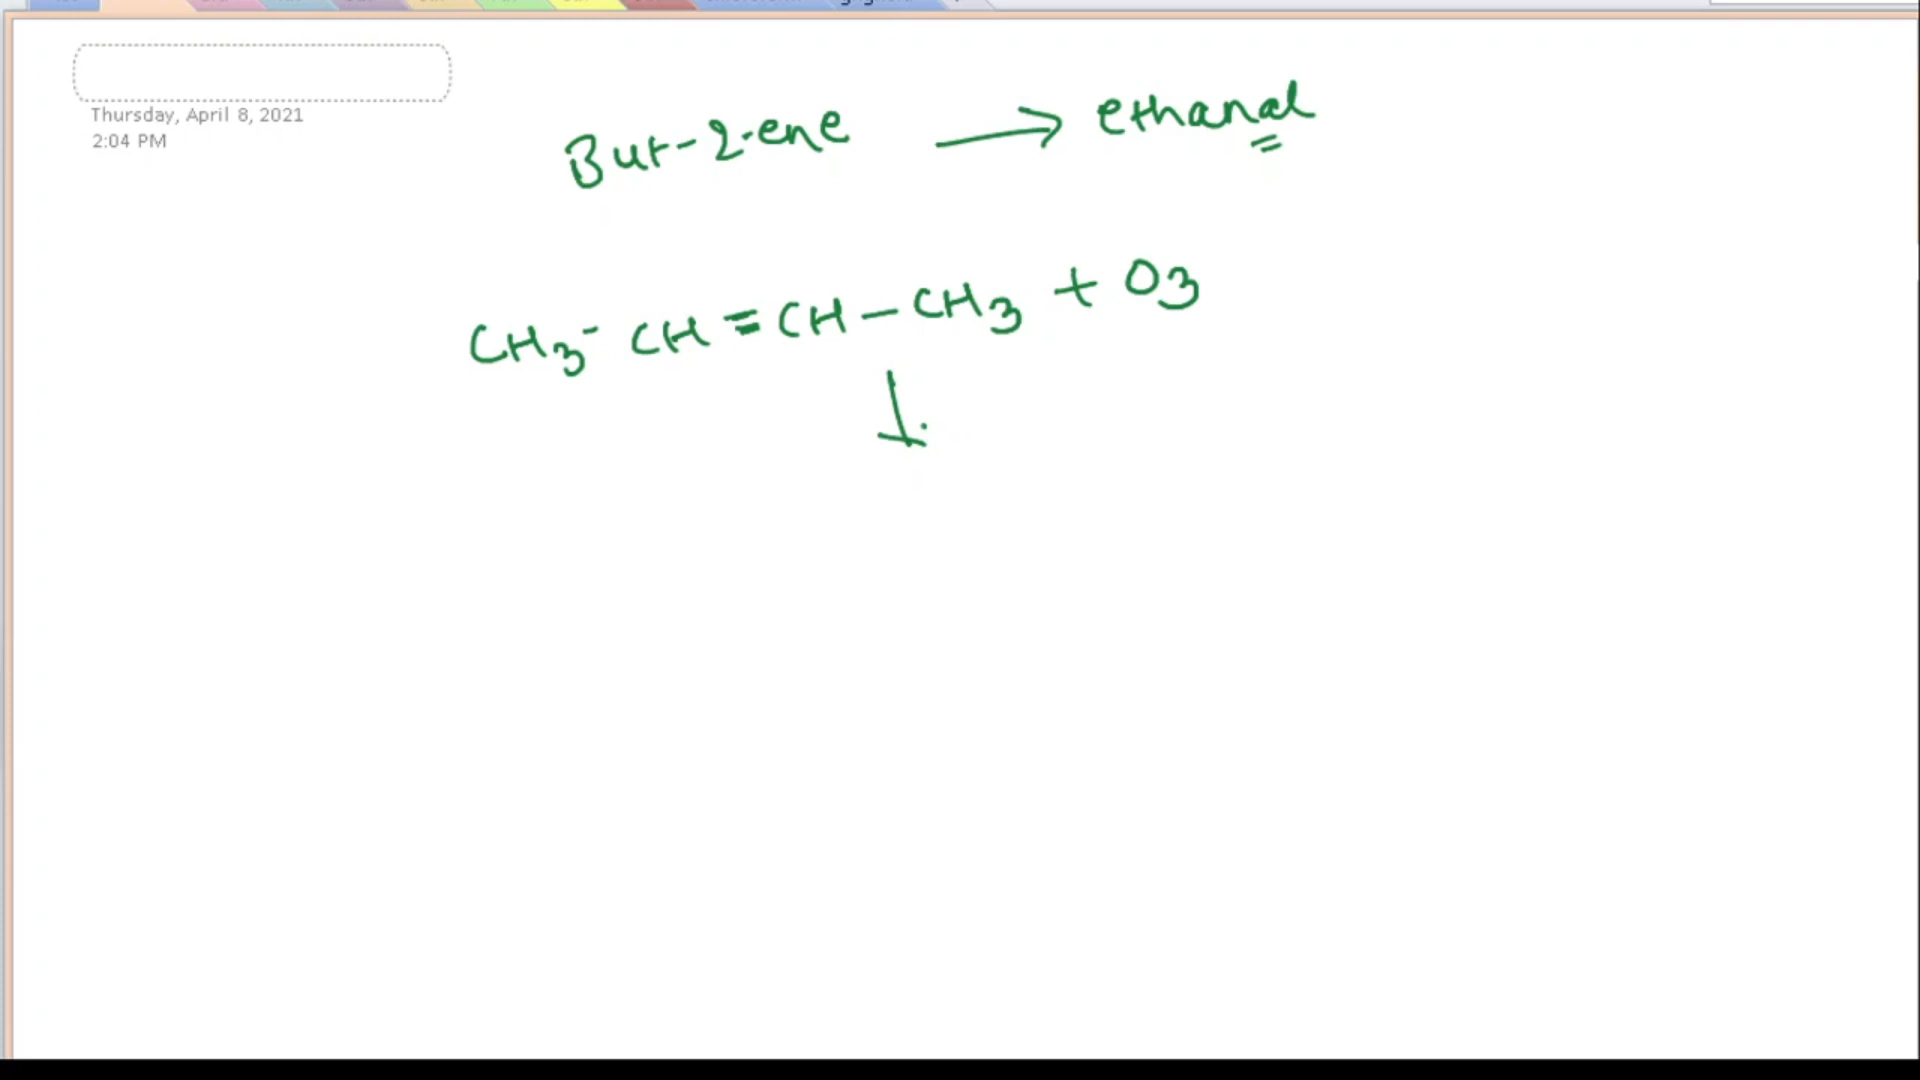 Thursday, April 8, 2021
2:04 PM
But-2-ene → ethanal
CH3-CH=CH-CH3 + O3
↓